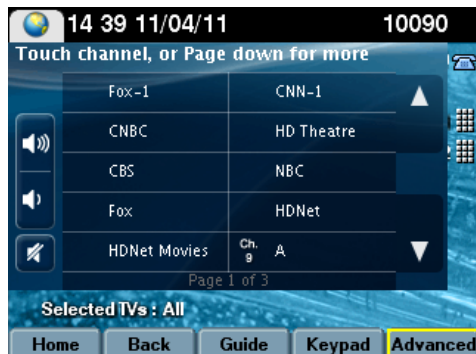 14 39 11/04/11 10090
Touch channel, or Page down for more
Fox-1 CNN-1
CNBC HD Theatre
CBS NBC
Fox HDNet
HDNet Movies Ch. 9 A
Page 1 of 3
Selected TVs : All
Home Back Guide Keypad Advanced